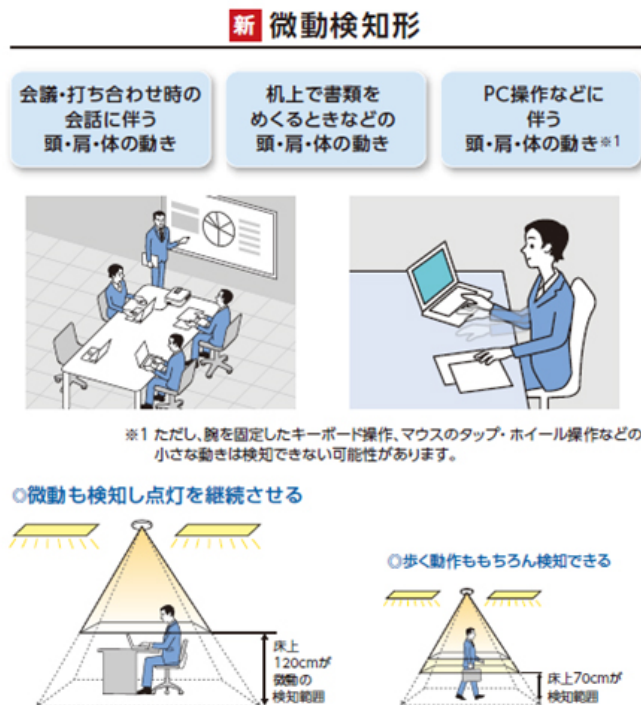 新 微動検知形
会議・打ち合わせ時の
会話に伴う
頭・肩・体の動き
机上で書類を
めくるときなどの
頭・肩・体の動き
PC操作などに
伴う
頭・肩・体の動き※1
※1 ただし、腕を固定したキーボード操作、マウスのタップ・ホイール操作などの
小さな動きは検知できない可能性があります。
◎微動も検知し点灯を継続させる
床上
120cmが
微動の
検知範囲
◎歩く動作ももちろん検知できる
床上70cmが
検知範囲